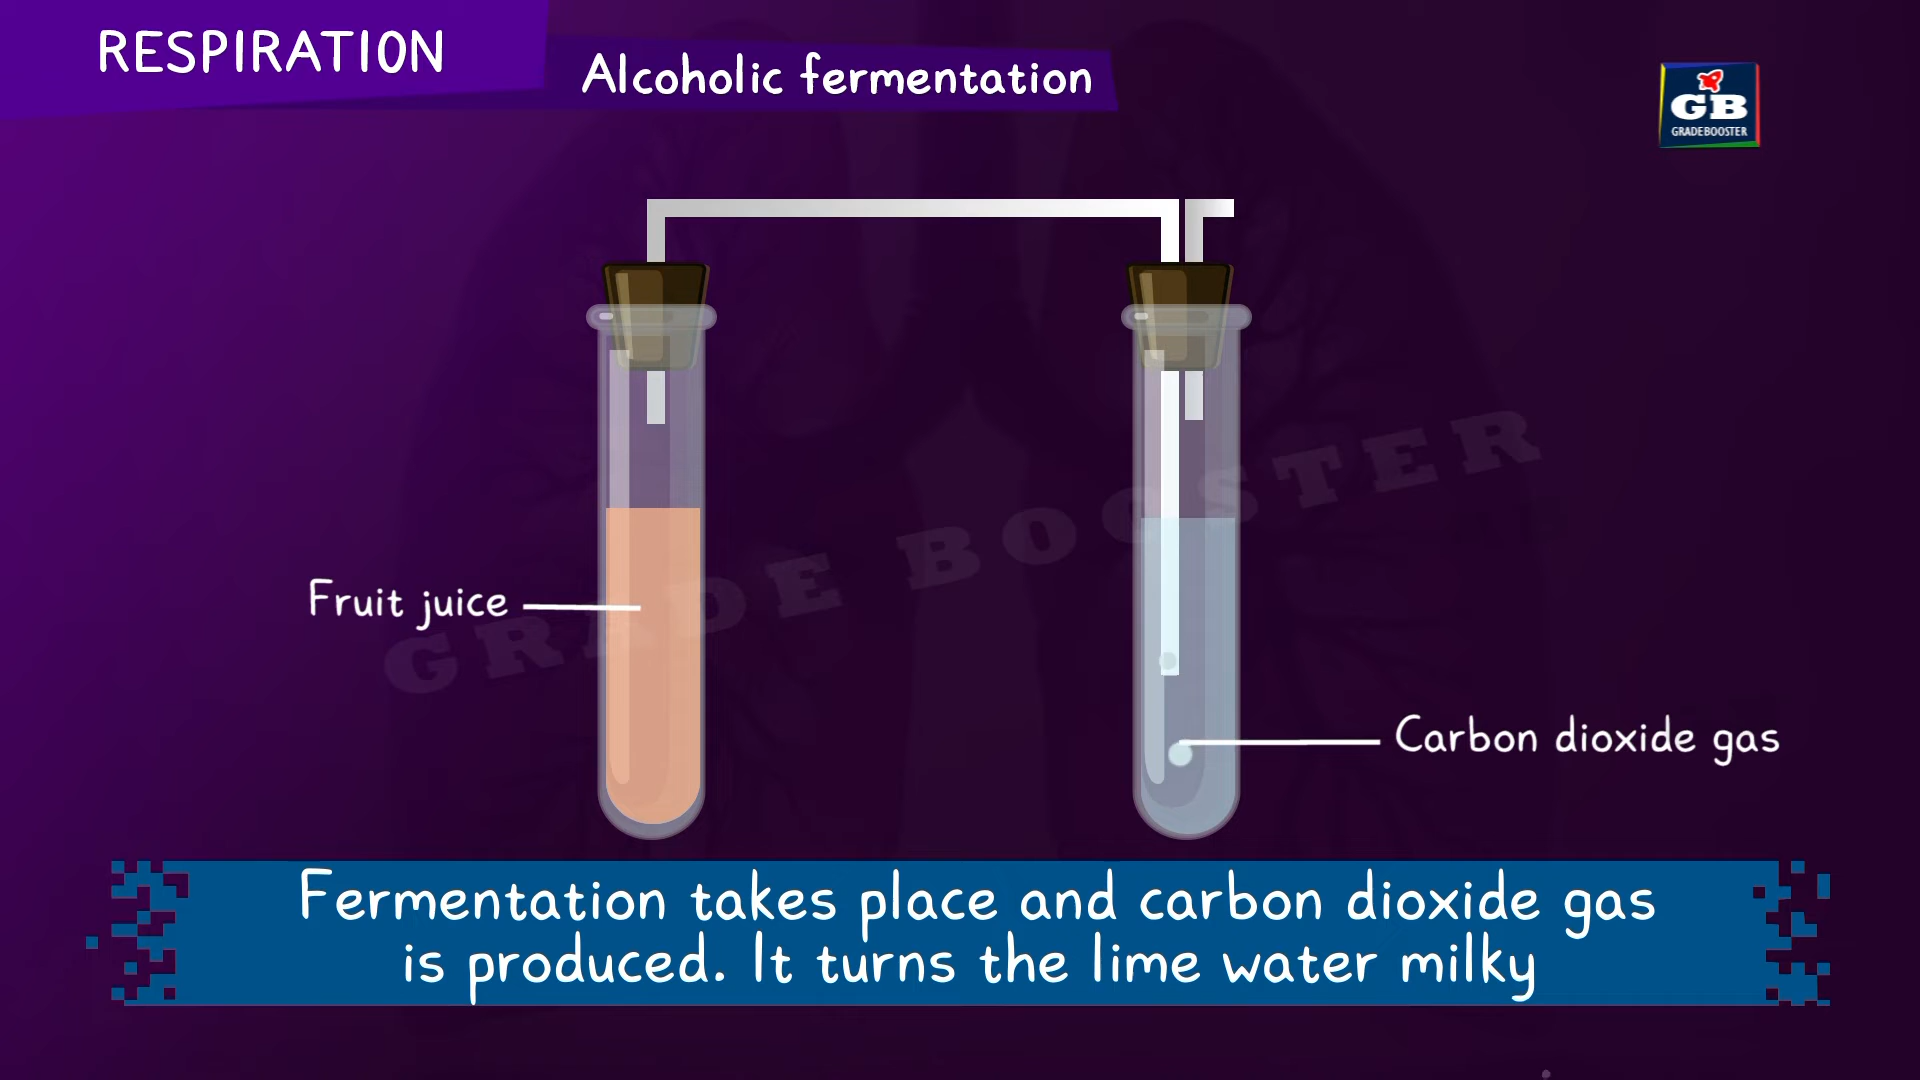 RESPIRATION
Alcoholic fermentation
GB
GRADEBOOSTER
GRADE BOOSTER
Fruit juice
Carbon dioxide gas
Fermentation takes place and carbon dioxide gas
is produced. It turns the lime water milky